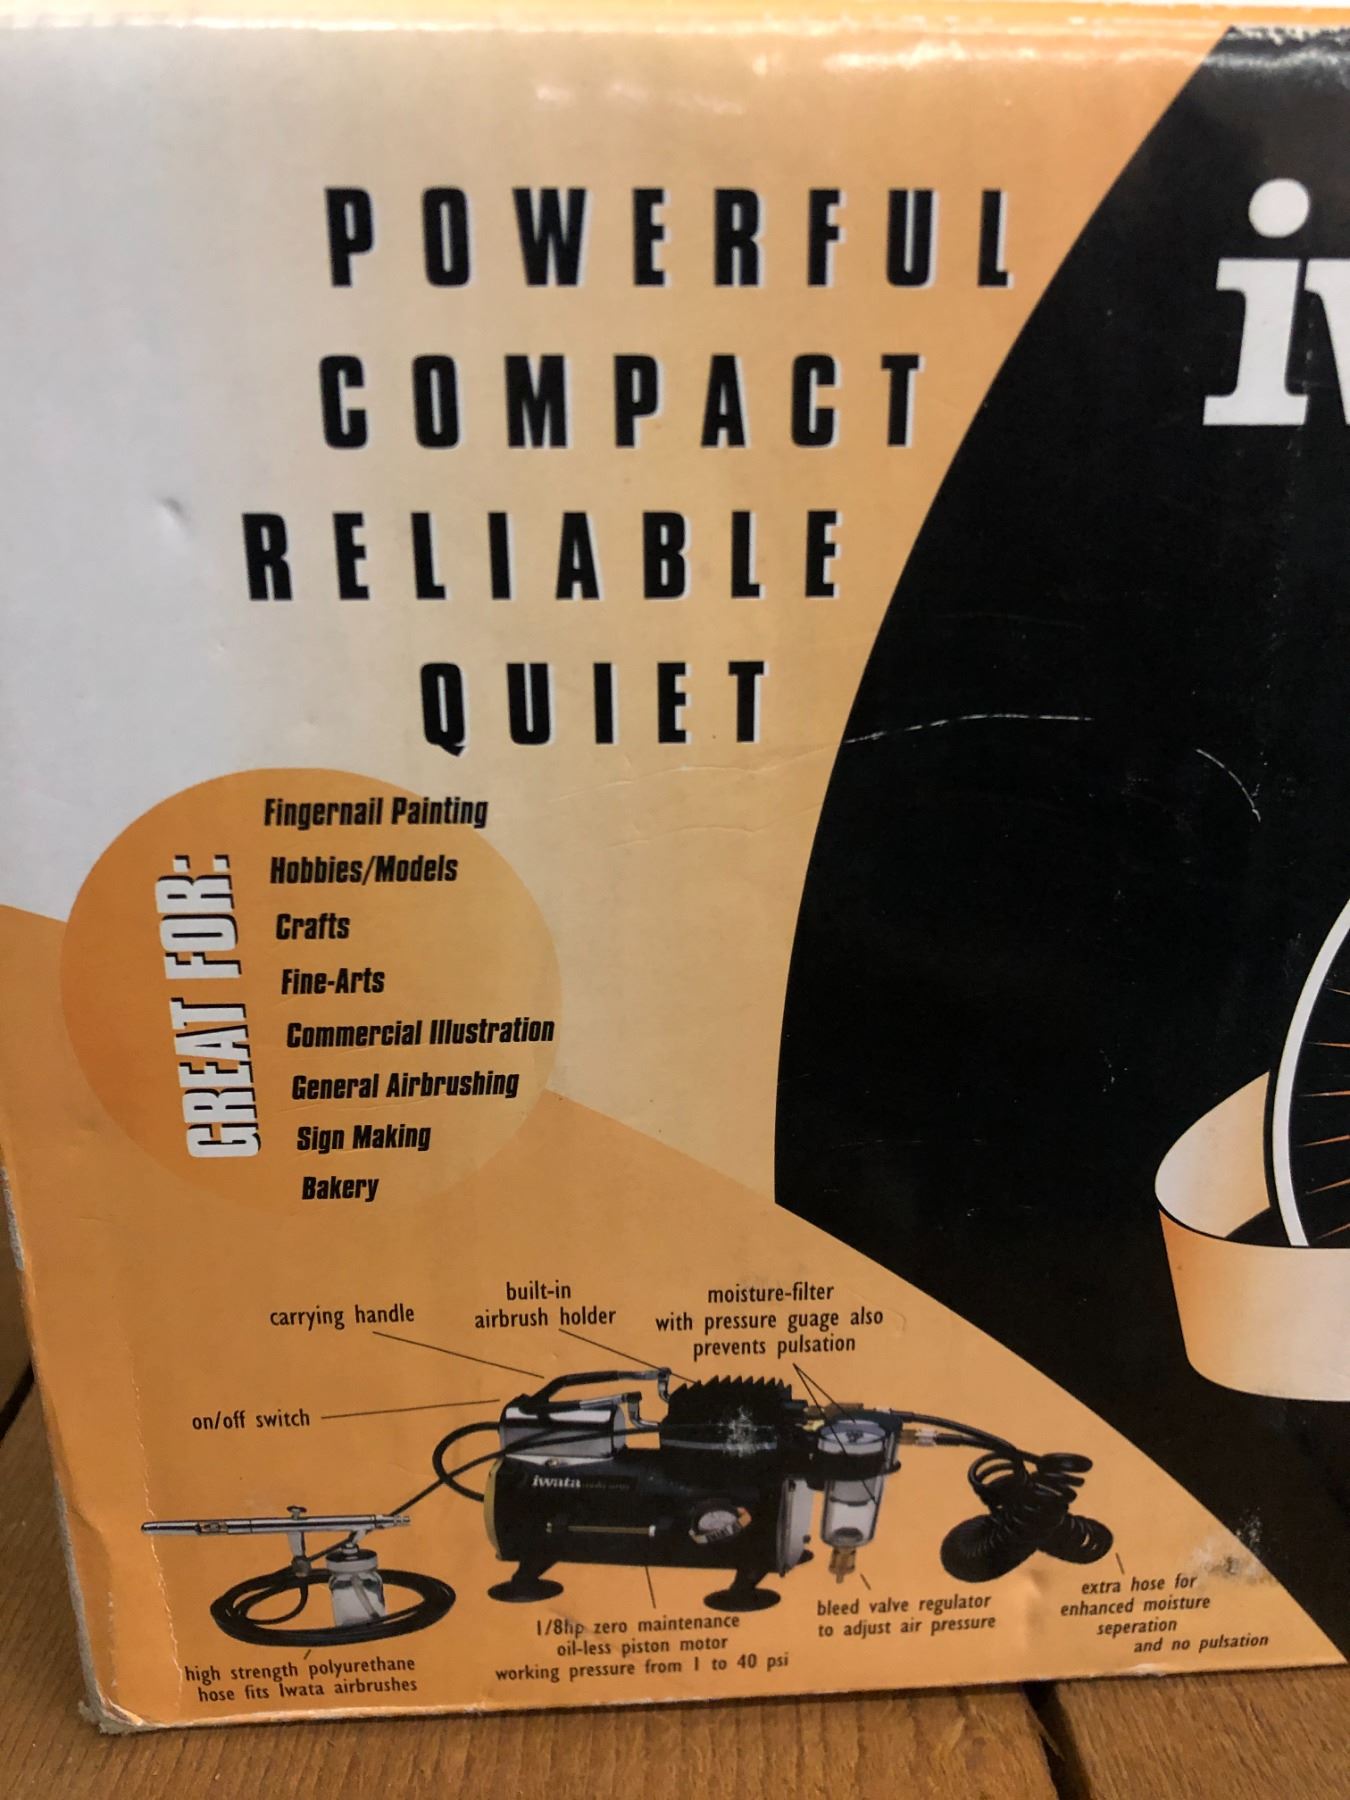 POWERFUL
COMPACT
RELIABLE
QUIET
GREAT FOR:
Fingernail Painting
Hobbies/Models
Crafts
Fine-Arts
Commercial Illustration
General Airbrushing
Sign Making
Bakery
carrying handle
built-in
airbrush holder
moisture-filter
with pressure guage also
prevents pulsation
on/off switch
iwata
1/8hp zero maintenance
oil-less piston motor
working pressure from 1 to 40 psi
bleed valve regulator
to adjust air pressure
extra hose for
enhanced moisture
seperation
and no pulsation
high strength polyurethane
hose fits Iwata airbrushes